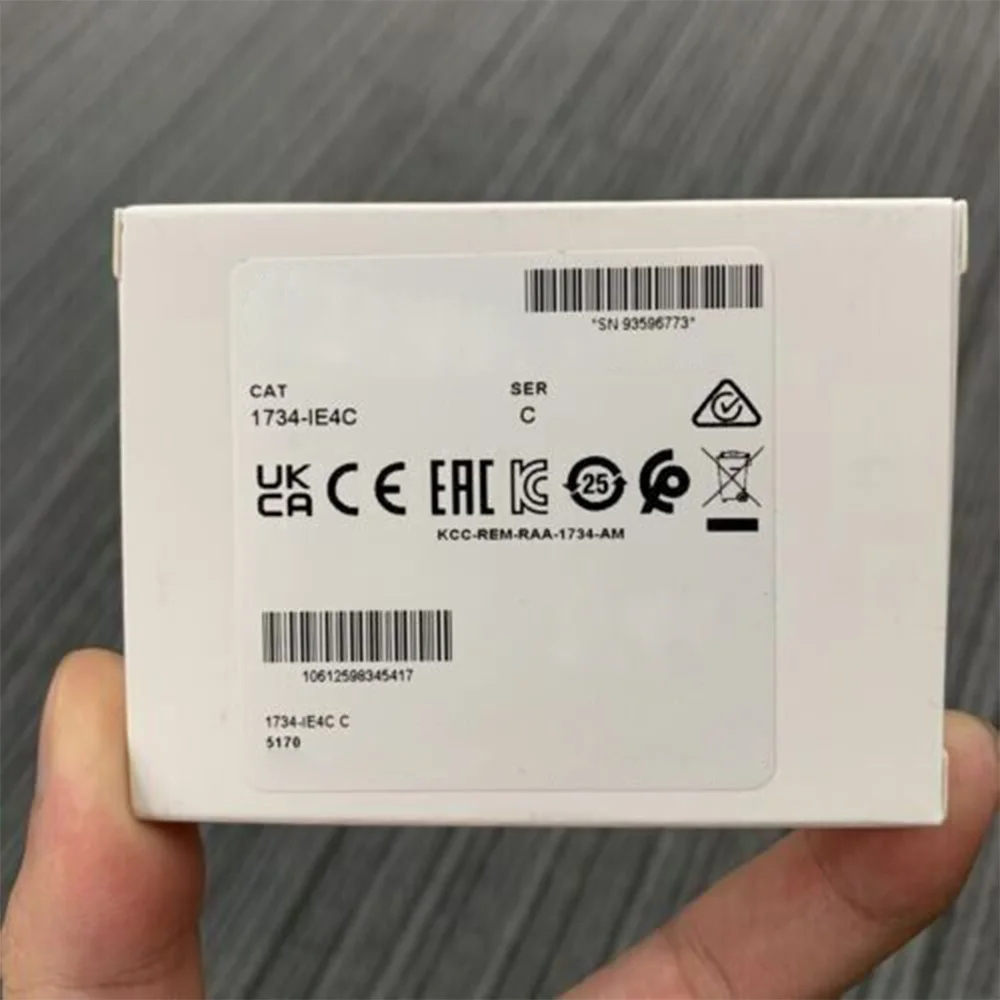 *SN 93596773*
CAT SER
1734-IE4C C
UK CA CE EAC KC 25
KCC-REM-RAA-1734-AM
10612598345417
1734-IE4C C
5170